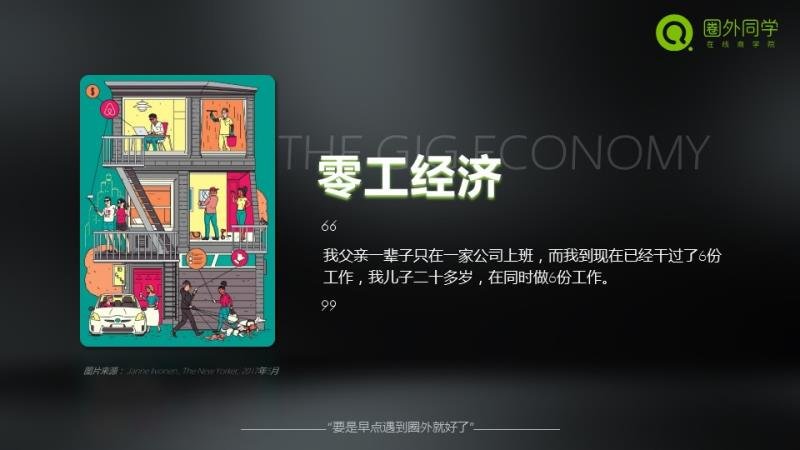 圈外同学
在线商学院
THE GIG ECONOMY
零工经济
66
我父亲一辈子只在一家公司上班，而我到现在已经干过了6份
工作，我儿子二十多岁，在同时做6份工作。
99
图片来源： Janne Iivonen, The New Yorker, 2017年5月
“要是早点遇到圈外就好了”